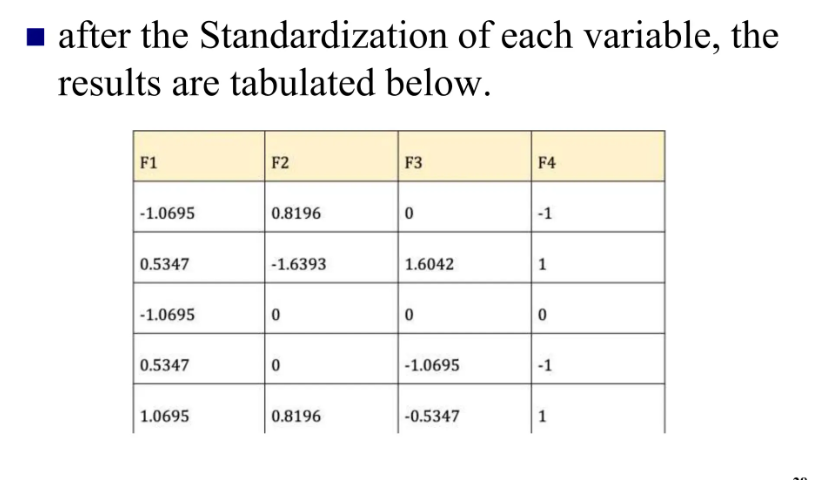 after the Standardization of each variable, the
results are tabulated below.
F1 F2 F3 F4
-1.0695 0.8196 0 -1
0.5347 -1.6393 1.6042 1
-1.0695 0 0 0
0.5347 0 -1.0695 -1
1.0695 0.8196 -0.5347 1